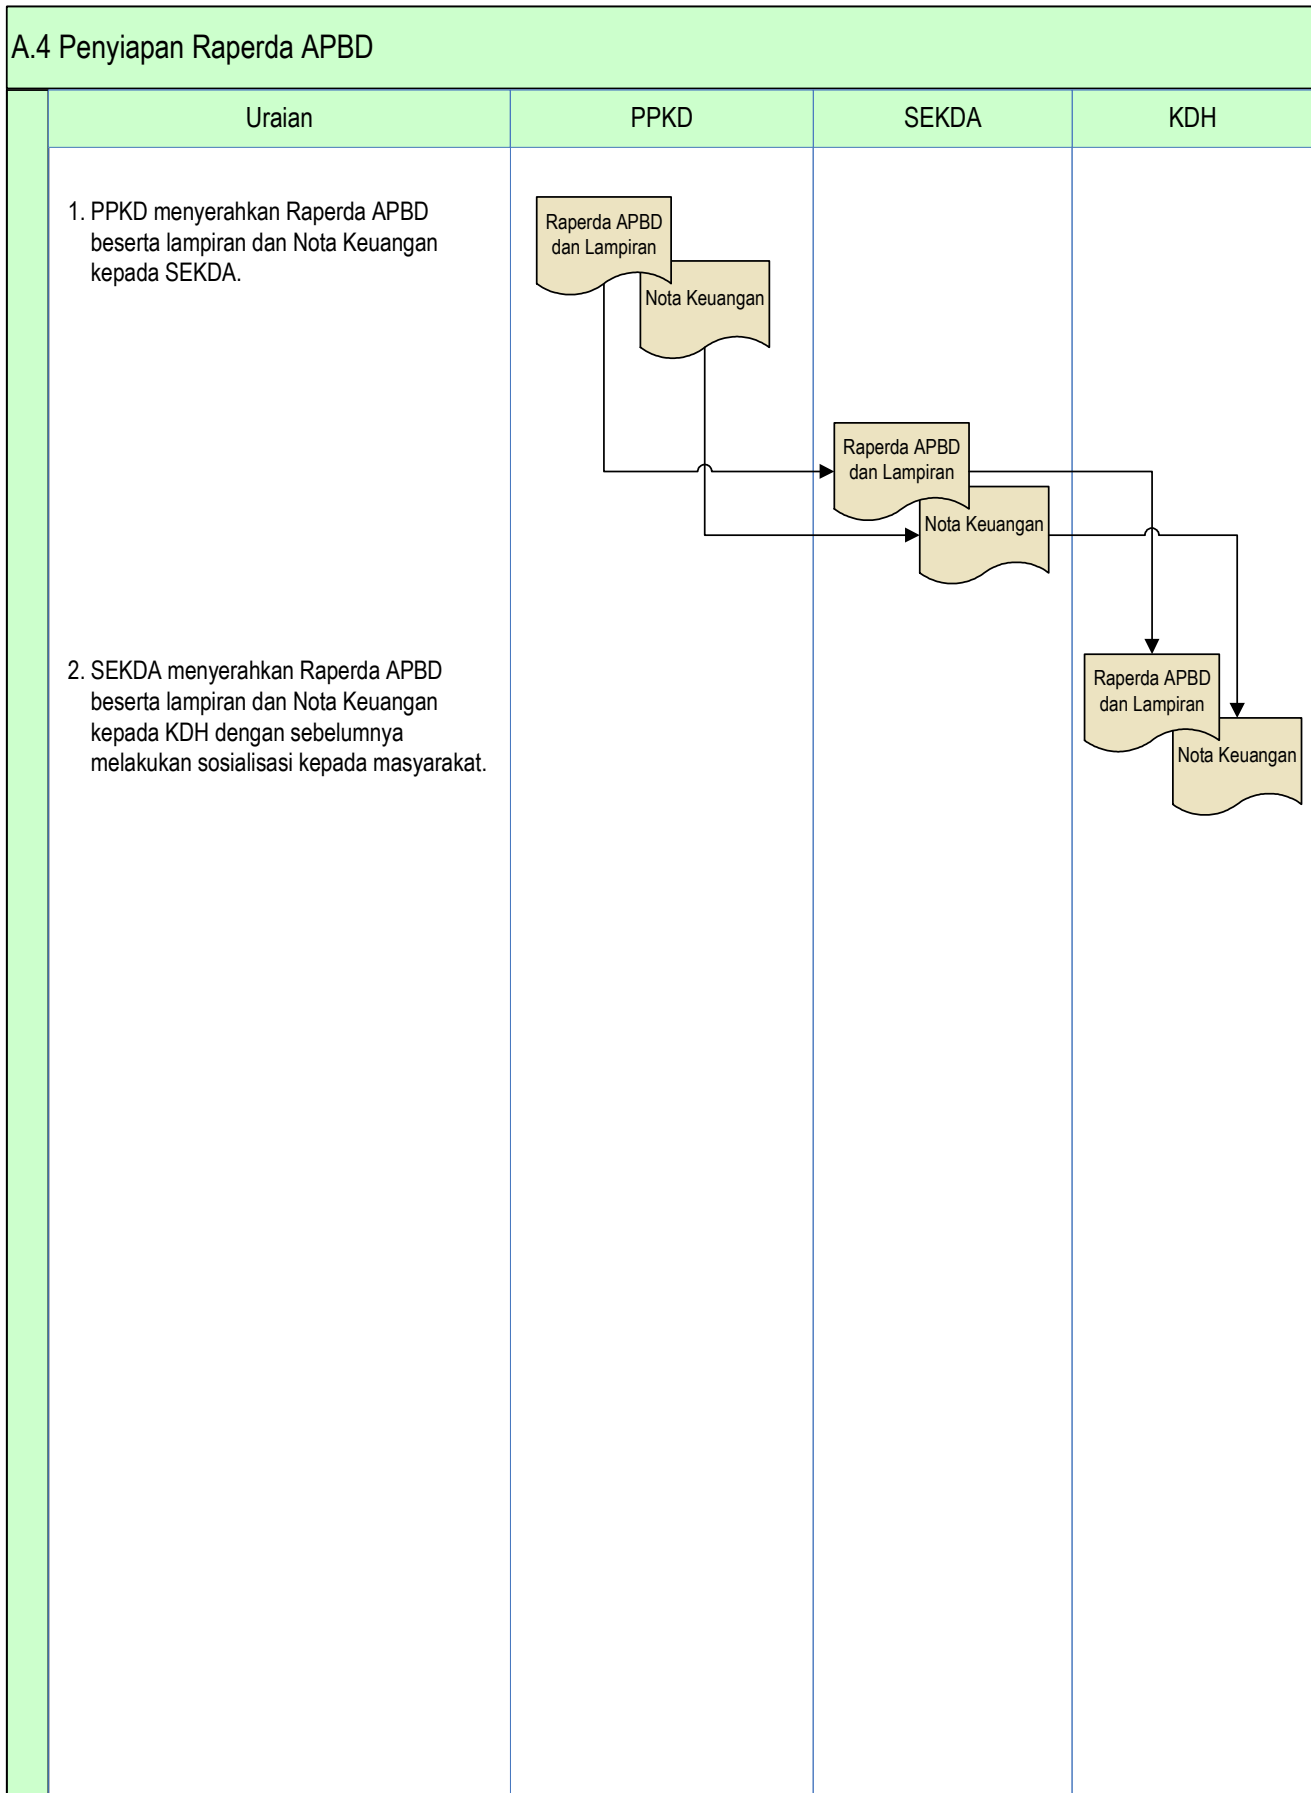 A.4 Penyiapan Raperda APBD
Uraian
PPKD
SEKDA
KDH
1. PPKD menyerahkan Raperda APBD
beserta lampiran dan Nota Keuangan
kepada SEKDA.
Raperda APBD
dan Lampiran
Nota Keuangan
Raperda APBD
dan Lampiran
Nota Keuangan
2. SEKDA menyerahkan Raperda APBD
beserta lampiran dan Nota Keuangan
kepada KDH dengan sebelumnya
melakukan sosialisasi kepada masyarakat.
Raperda APBD
dan Lampiran
Nota Keuangan